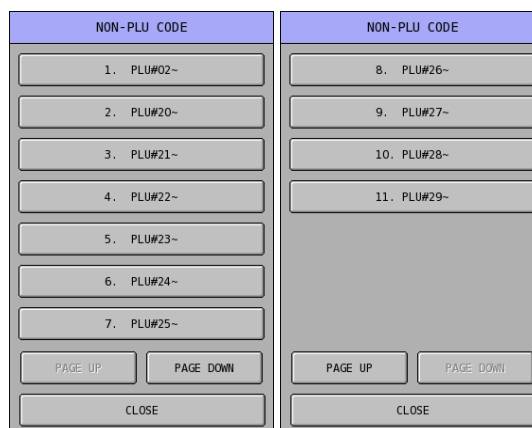 NON-PLU CODE
1. PLU#02~
2. PLU#20~
3. PLU#21~
4. PLU#22~
5. PLU#23~
6. PLU#24~
7. PLU#25~
PAGE UP PAGE DOWN
CLOSE
NON-PLU CODE
8. PLU#26~
9. PLU#27~
10. PLU#28~
11. PLU#29~
PAGE UP PAGE DOWN
CLOSE